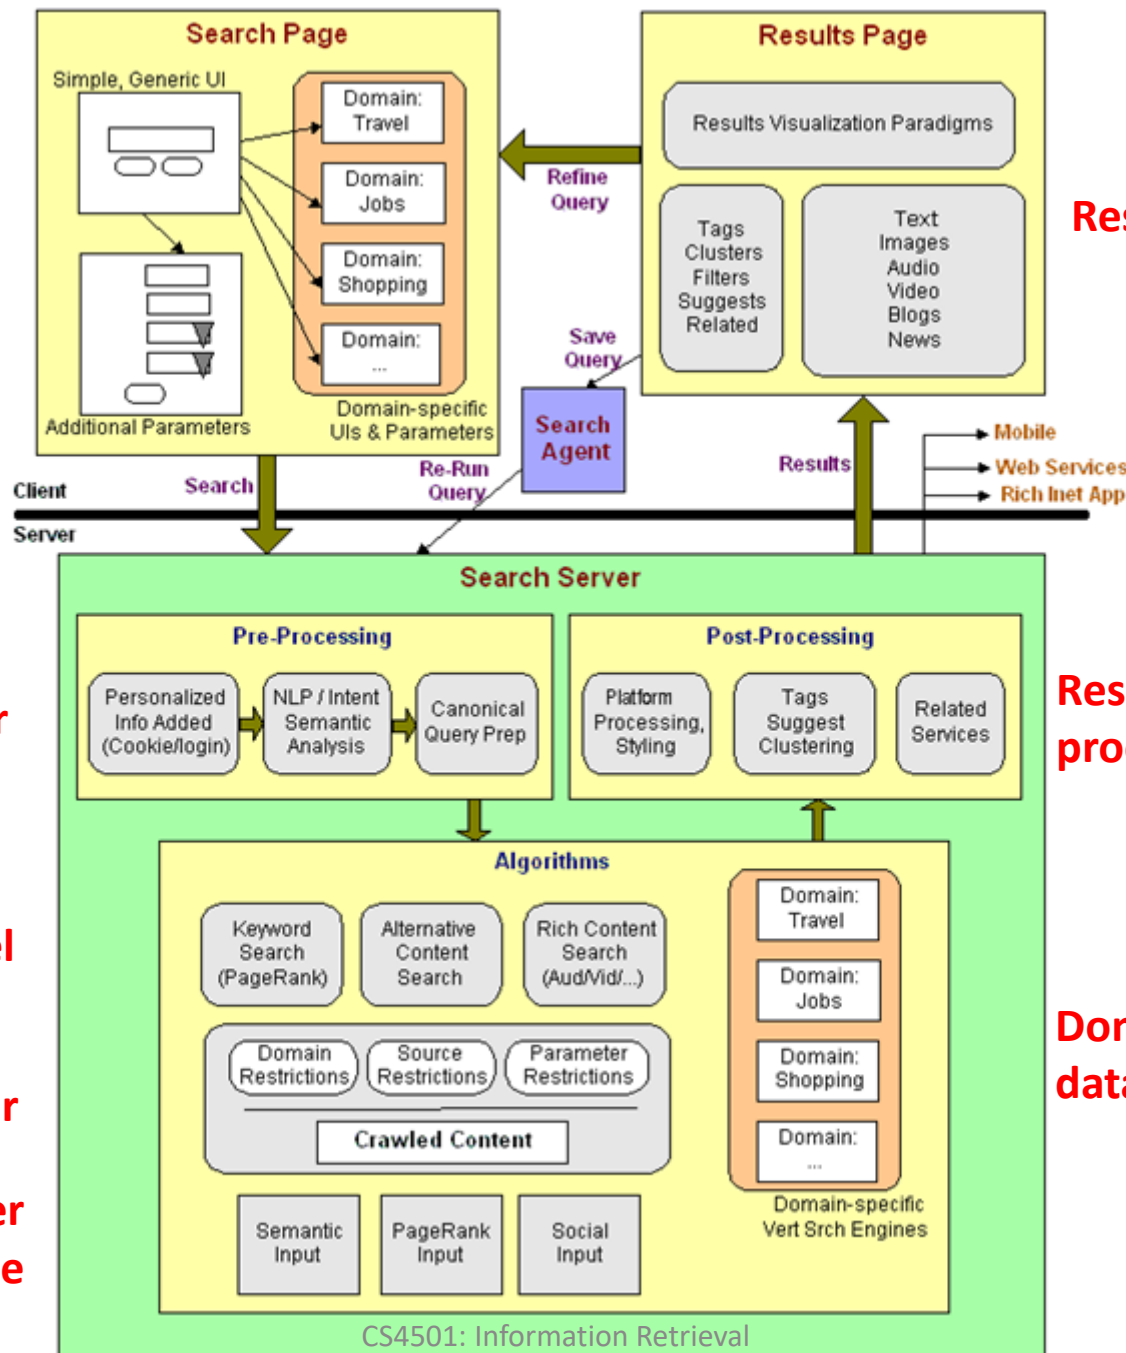 Search Page
Simple, Generic UI
Domain:
Travel
Domain:
Jobs
Domain:
Shopping
Domain:
...
Additional Parameters
Domain-specific
UIs & Parameters
Results Page
Results Visualization Paradigms
Tags
Clusters
Filters
Suggests
Related
Text
Images
Audio
Video
Blogs
News
Refine
Query
Save
Query
Search
Agent
Re-Run
Query
Search
Results
Mobile
Web Services
Rich Inet App
Client
Server
Search Server
Pre-Processing
Personalized
Info Added
(Cookie/login)
NLP / Intent
Semantic
Analysis
Canonical
Query Prep
Post-Processing
Platform
Processing,
Styling
Tags
Suggest
Clustering
Related
Services
Algorithms
Keyword
Search
(PageRank)
Alternative
Content
Search
Rich Content
Search
(Aud/Vid/...)
Domain
Restrictions
Source
Restrictions
Parameter
Restrictions
Crawled Content
Semantic
Input
PageRank
Input
Social
Input
Domain:
Travel
Domain:
Jobs
Domain:
Shopping
Domain:
...
Domain-specific
Vert Srch Engines
CS4501: Information Retrieval